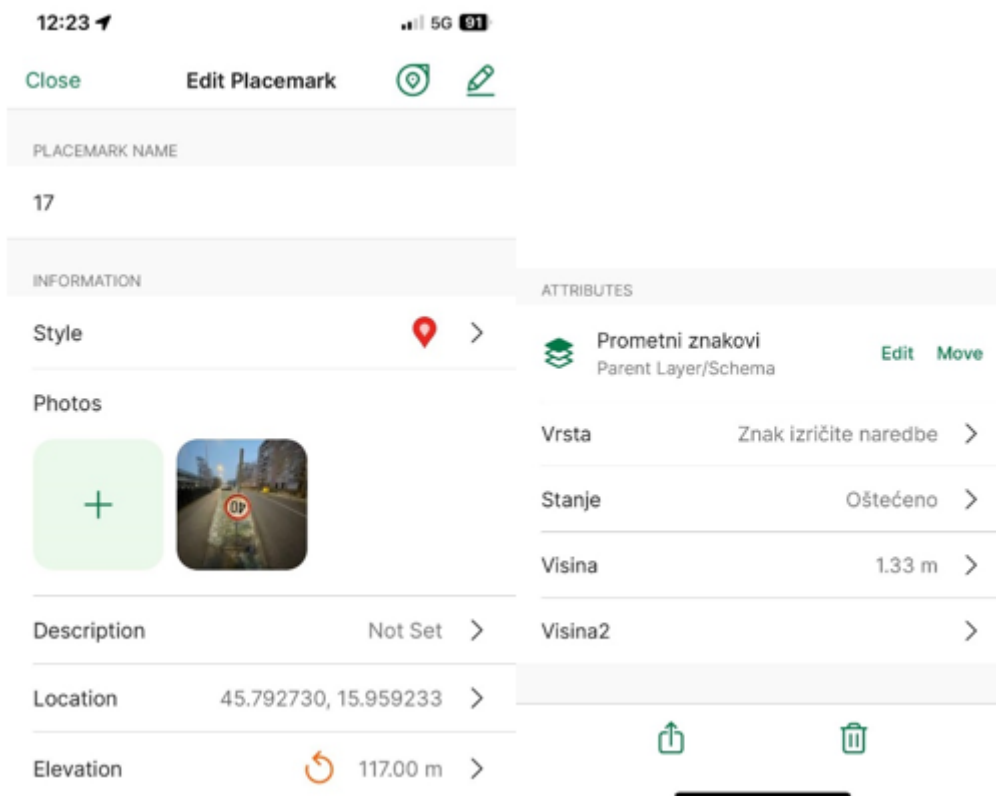 12:23
5G 91
Close
Edit Placemark
PLACEMARK NAME
17
INFORMATION
Style
Photos
40
Description
Not Set
Location
45.792730, 15.959233
Elevation
117.00 m
ATTRIBUTES
Prometni znakovi
Parent Layer/Schema
Edit
Move
Vrsta
Znak izričite naredbe
Stanje
Oštećeno
Visina
1.33 m
Visina2